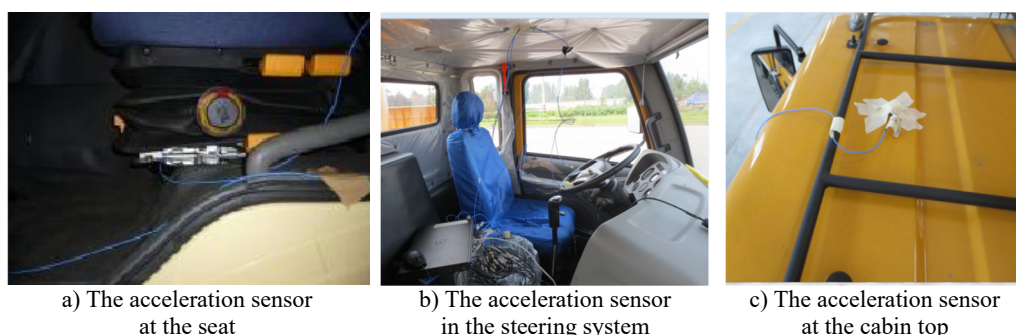 a) The acceleration sensor
at the seat
b) The acceleration sensor
in the steering system
c) The acceleration sensor
at the cabin top